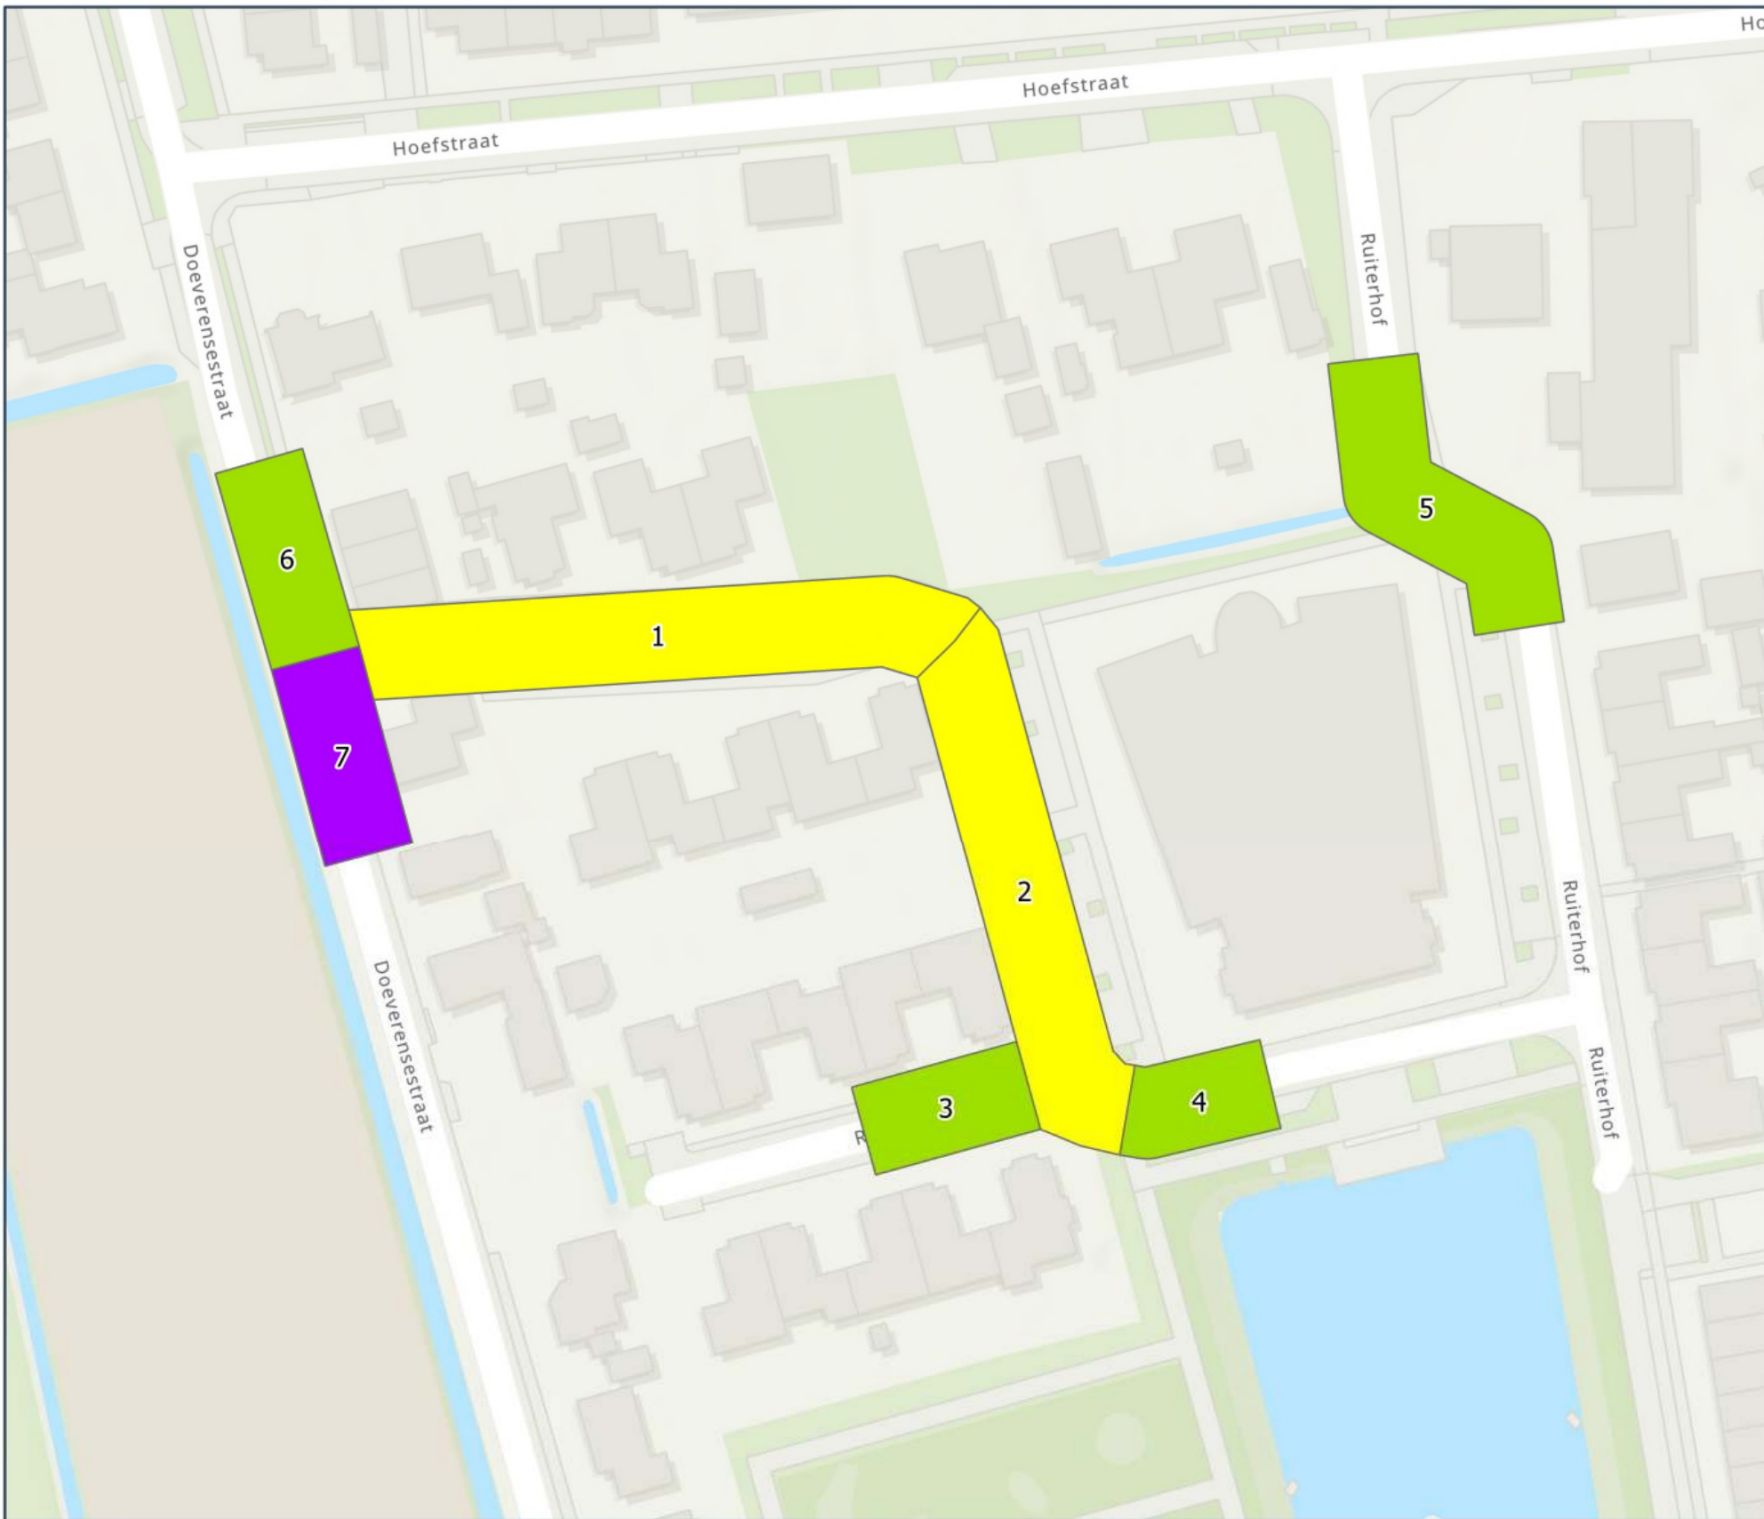 Ho
Hoefstraat
Hoefstraat
Doeverensestraat
Ruiterhof
5
6
1
7
2
Ruiterhof
Doeverensestraat
Ruiterhof
3
4
R